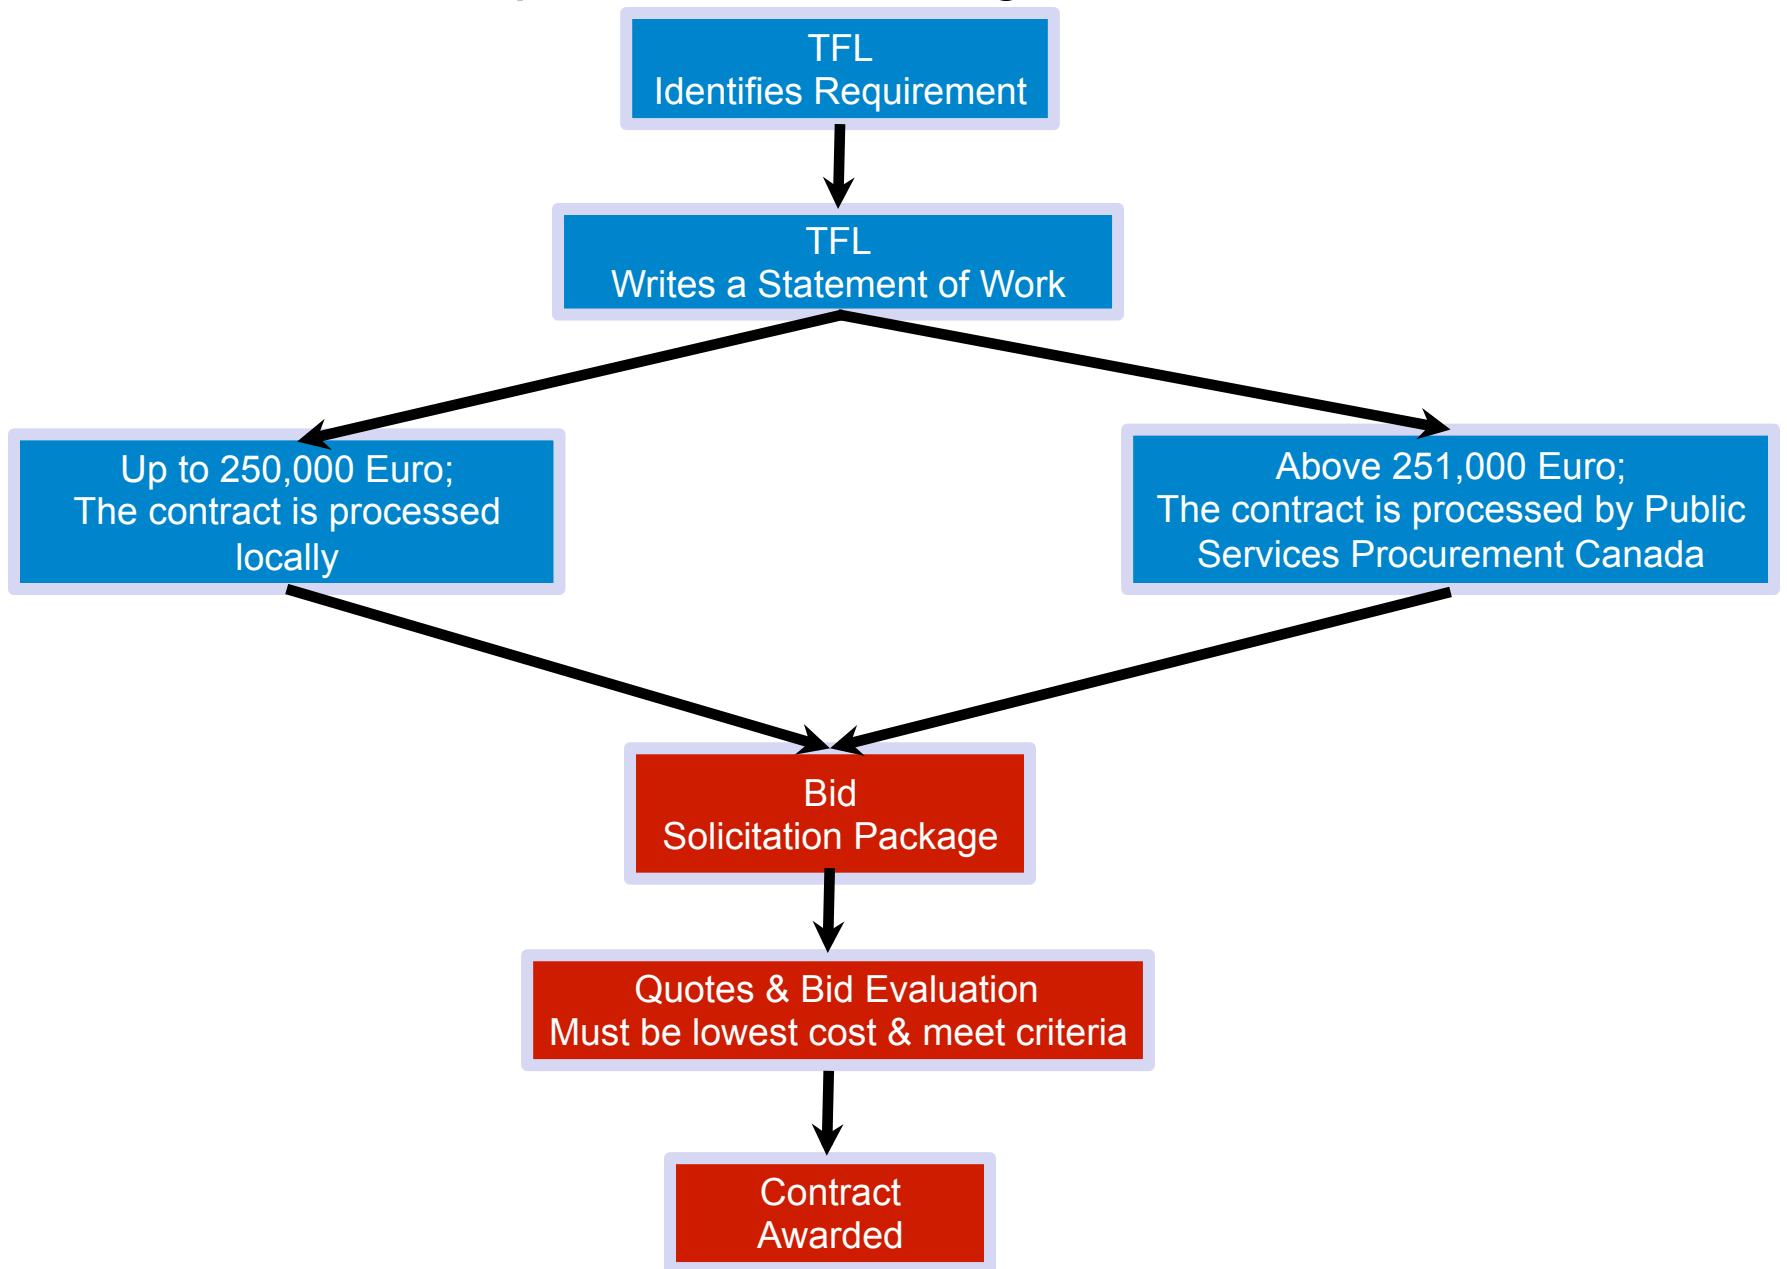 TFL
Identifies Requirement
TFL
Writes a Statement of Work
Up to 250,000 Euro;
The contract is processed
locally
Above 251,000 Euro;
The contract is processed by Public
Services Procurement Canada
Bid
Solicitation Package
Quotes & Bid Evaluation
Must be lowest cost & meet criteria
Contract
Awarded